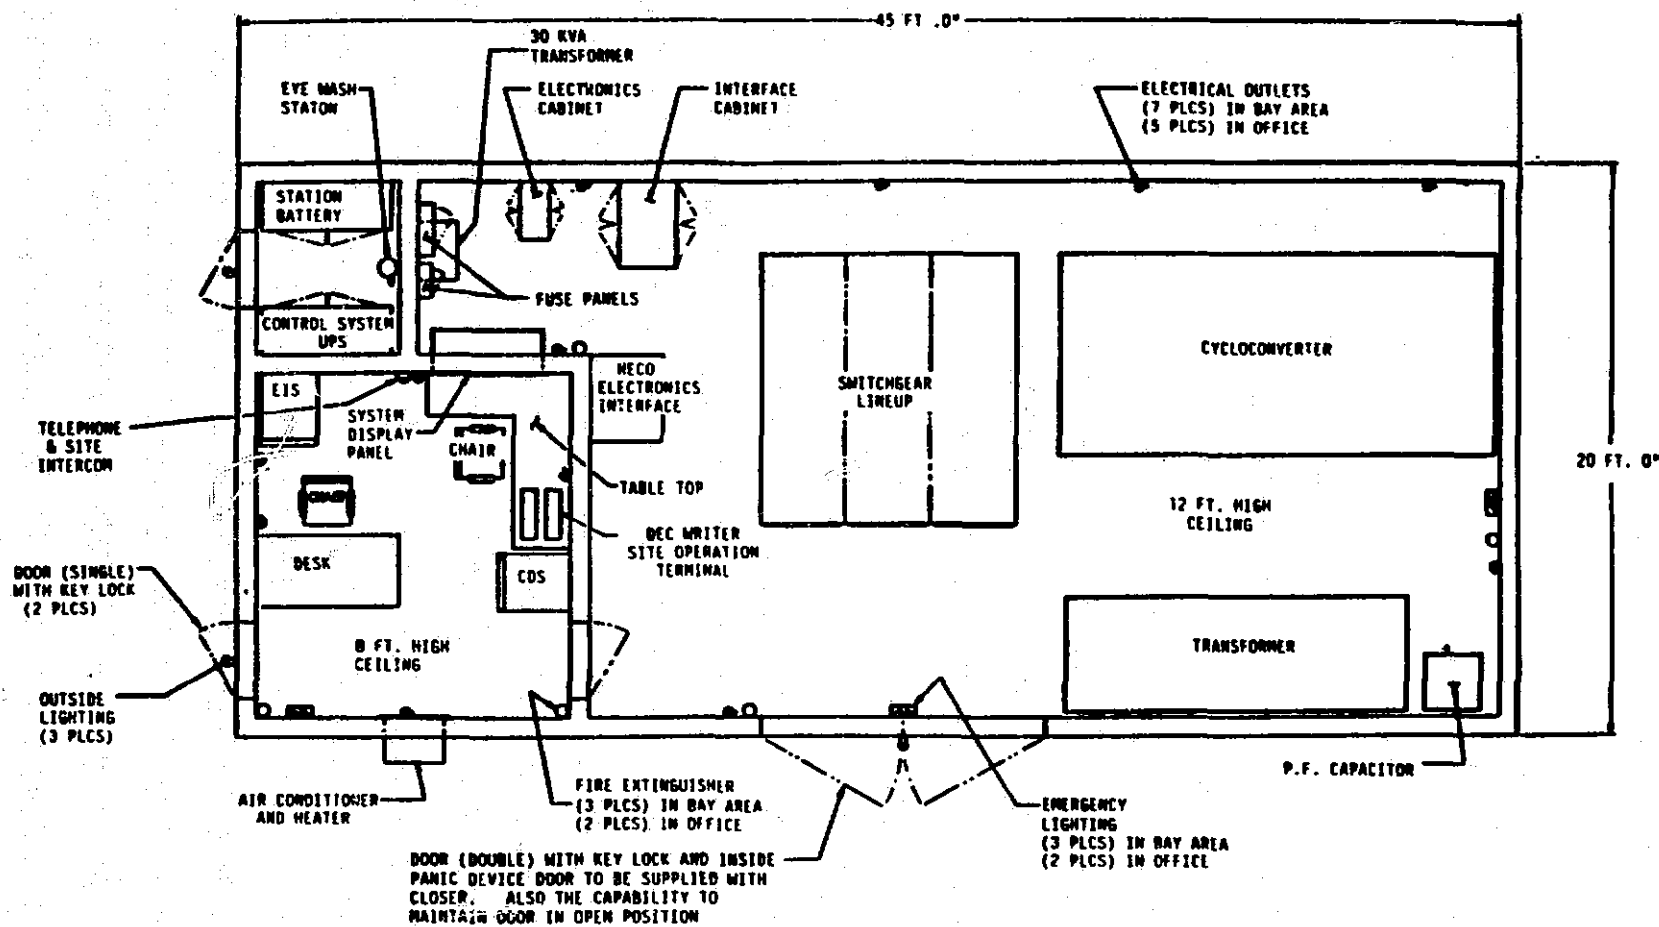 45 FT .0"
30 KVA
TRANSFORMER
EYE WASH
STATON
ELECTRONICS
CABINET
INTERFACE
CABINET
ELECTRICAL OUTLETS
(7 PLCS) IN BAY AREA
(5 PLCS) IN OFFICE
STATION
BATTERY
FUSE PANELS
CONTROL SYSTEM
UPS
CYCLOCONVERTER
HECO
ELECTRONICS
INTERFACE
SWITCHGEAR
LINEUP
EIS
TELEPHONE
& SITE
INTERCOM
SYSTEM
DISPLAY
PANEL
CHAIR
20 FT. 0"
TABLE TOP
CHAIR
12 FT. HIGH
CEILING
DEC WRITER
SITE OPERATION
TERMINAL
DESK
CDS
DOOR (SINGLE)
WITH KEY LOCK
(2 PLCS)
8 FT. HIGH
CEILING
TRANSFORMER
OUTSIDE
LIGHTING
(3 PLCS)
P.F. CAPACITOR
AIR CONDITIONER
AND HEATER
FIRE EXTINGUISHER
(3 PLCS) IN BAY AREA
(2 PLCS) IN OFFICE
EMERGENCY
LIGHTING
(3 PLCS) IN BAY AREA
(2 PLCS) IN OFFICE
DOOR (DOUBLE) WITH KEY LOCK AND INSIDE
PANIC DEVICE DOOR TO BE SUPPLIED WITH
CLOSER. ALSO THE CAPABILITY TO
MAINTAIN DOOR IN OPEN POSITION